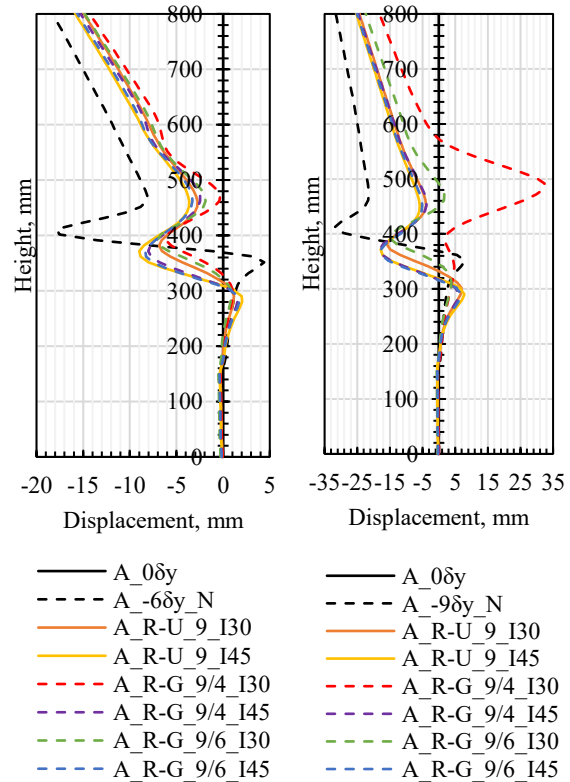 800
700
600
500
400
300
200
100
0
Height, mm
-20 -15 -10 -5 0 5
Displacement, mm
A_0δy
A_-6δy_N
A_R-U_9_I30
A_R-U_9_I45
A_R-G_9/4_I30
A_R-G_9/4_I45
A_R-G_9/6_I30
A_R-G_9/6_I45
800
700
600
500
400
300
200
100
0
Height, mm
-35 -25 -15 -5 5 15 25 35
Displacement, mm
A_0δy
A_-9δy_N
A_R-U_9_I30
A_R-U_9_I45
A_R-G_9/4_I30
A_R-G_9/4_I45
A_R-G_9/6_I30
A_R-G_9/6_I45